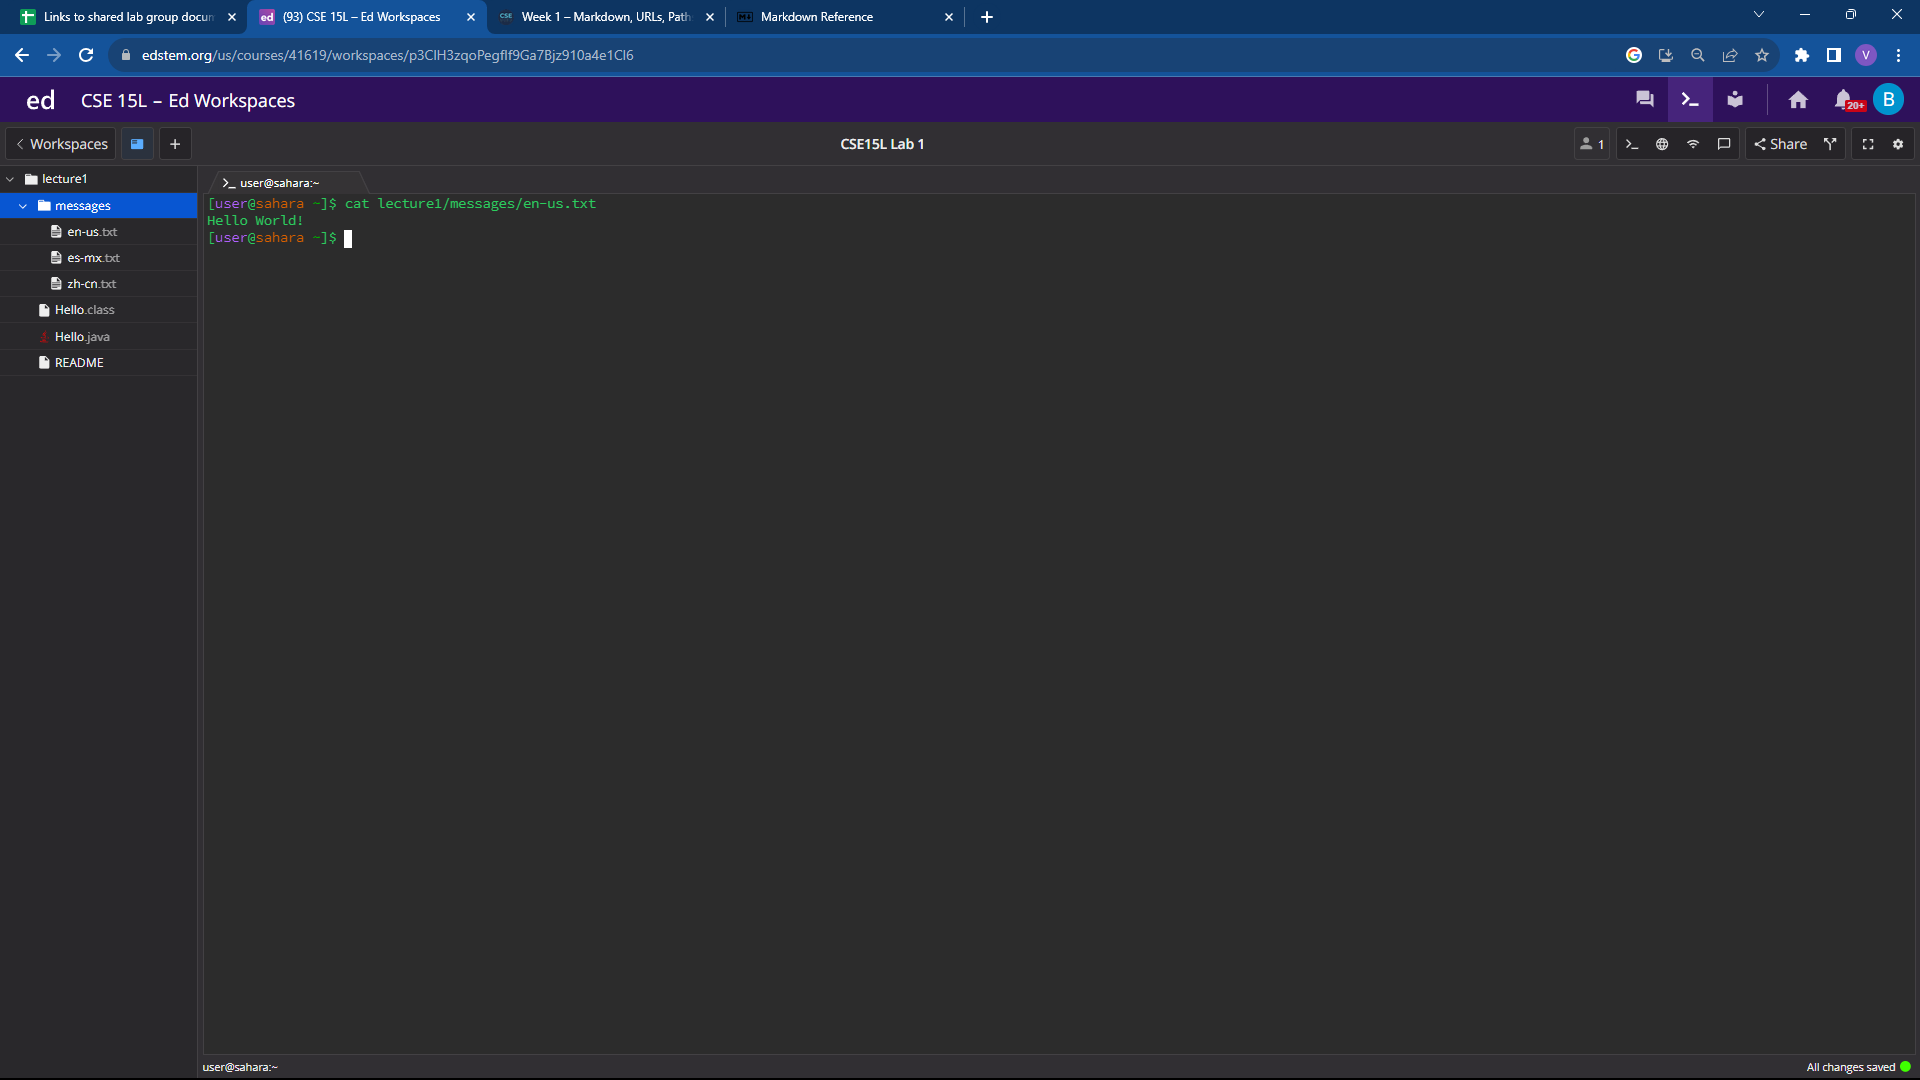 Links to shared lab group docum
(93) CSE 15L – Ed Workspaces
CSE Week 1 – Markdown, URLs, Path
Markdown Reference
edstem.org/us/courses/41619/workspaces/p3ClH3zqoPegflf9Ga7Bjz910a4e1Cl6
V
ed CSE 15L – Ed Workspaces
20+
B
Workspaces
CSE15L Lab 1
1
Share
lecture1
messages
en-us.txt
es-mx.txt
zh-cn.txt
Hello.class
Hello.java
README
user@sahara:~
[user@sahara ~]$ cat lecture1/messages/en-us.txt
Hello World!
[user@sahara ~]$
user@sahara:~
All changes saved